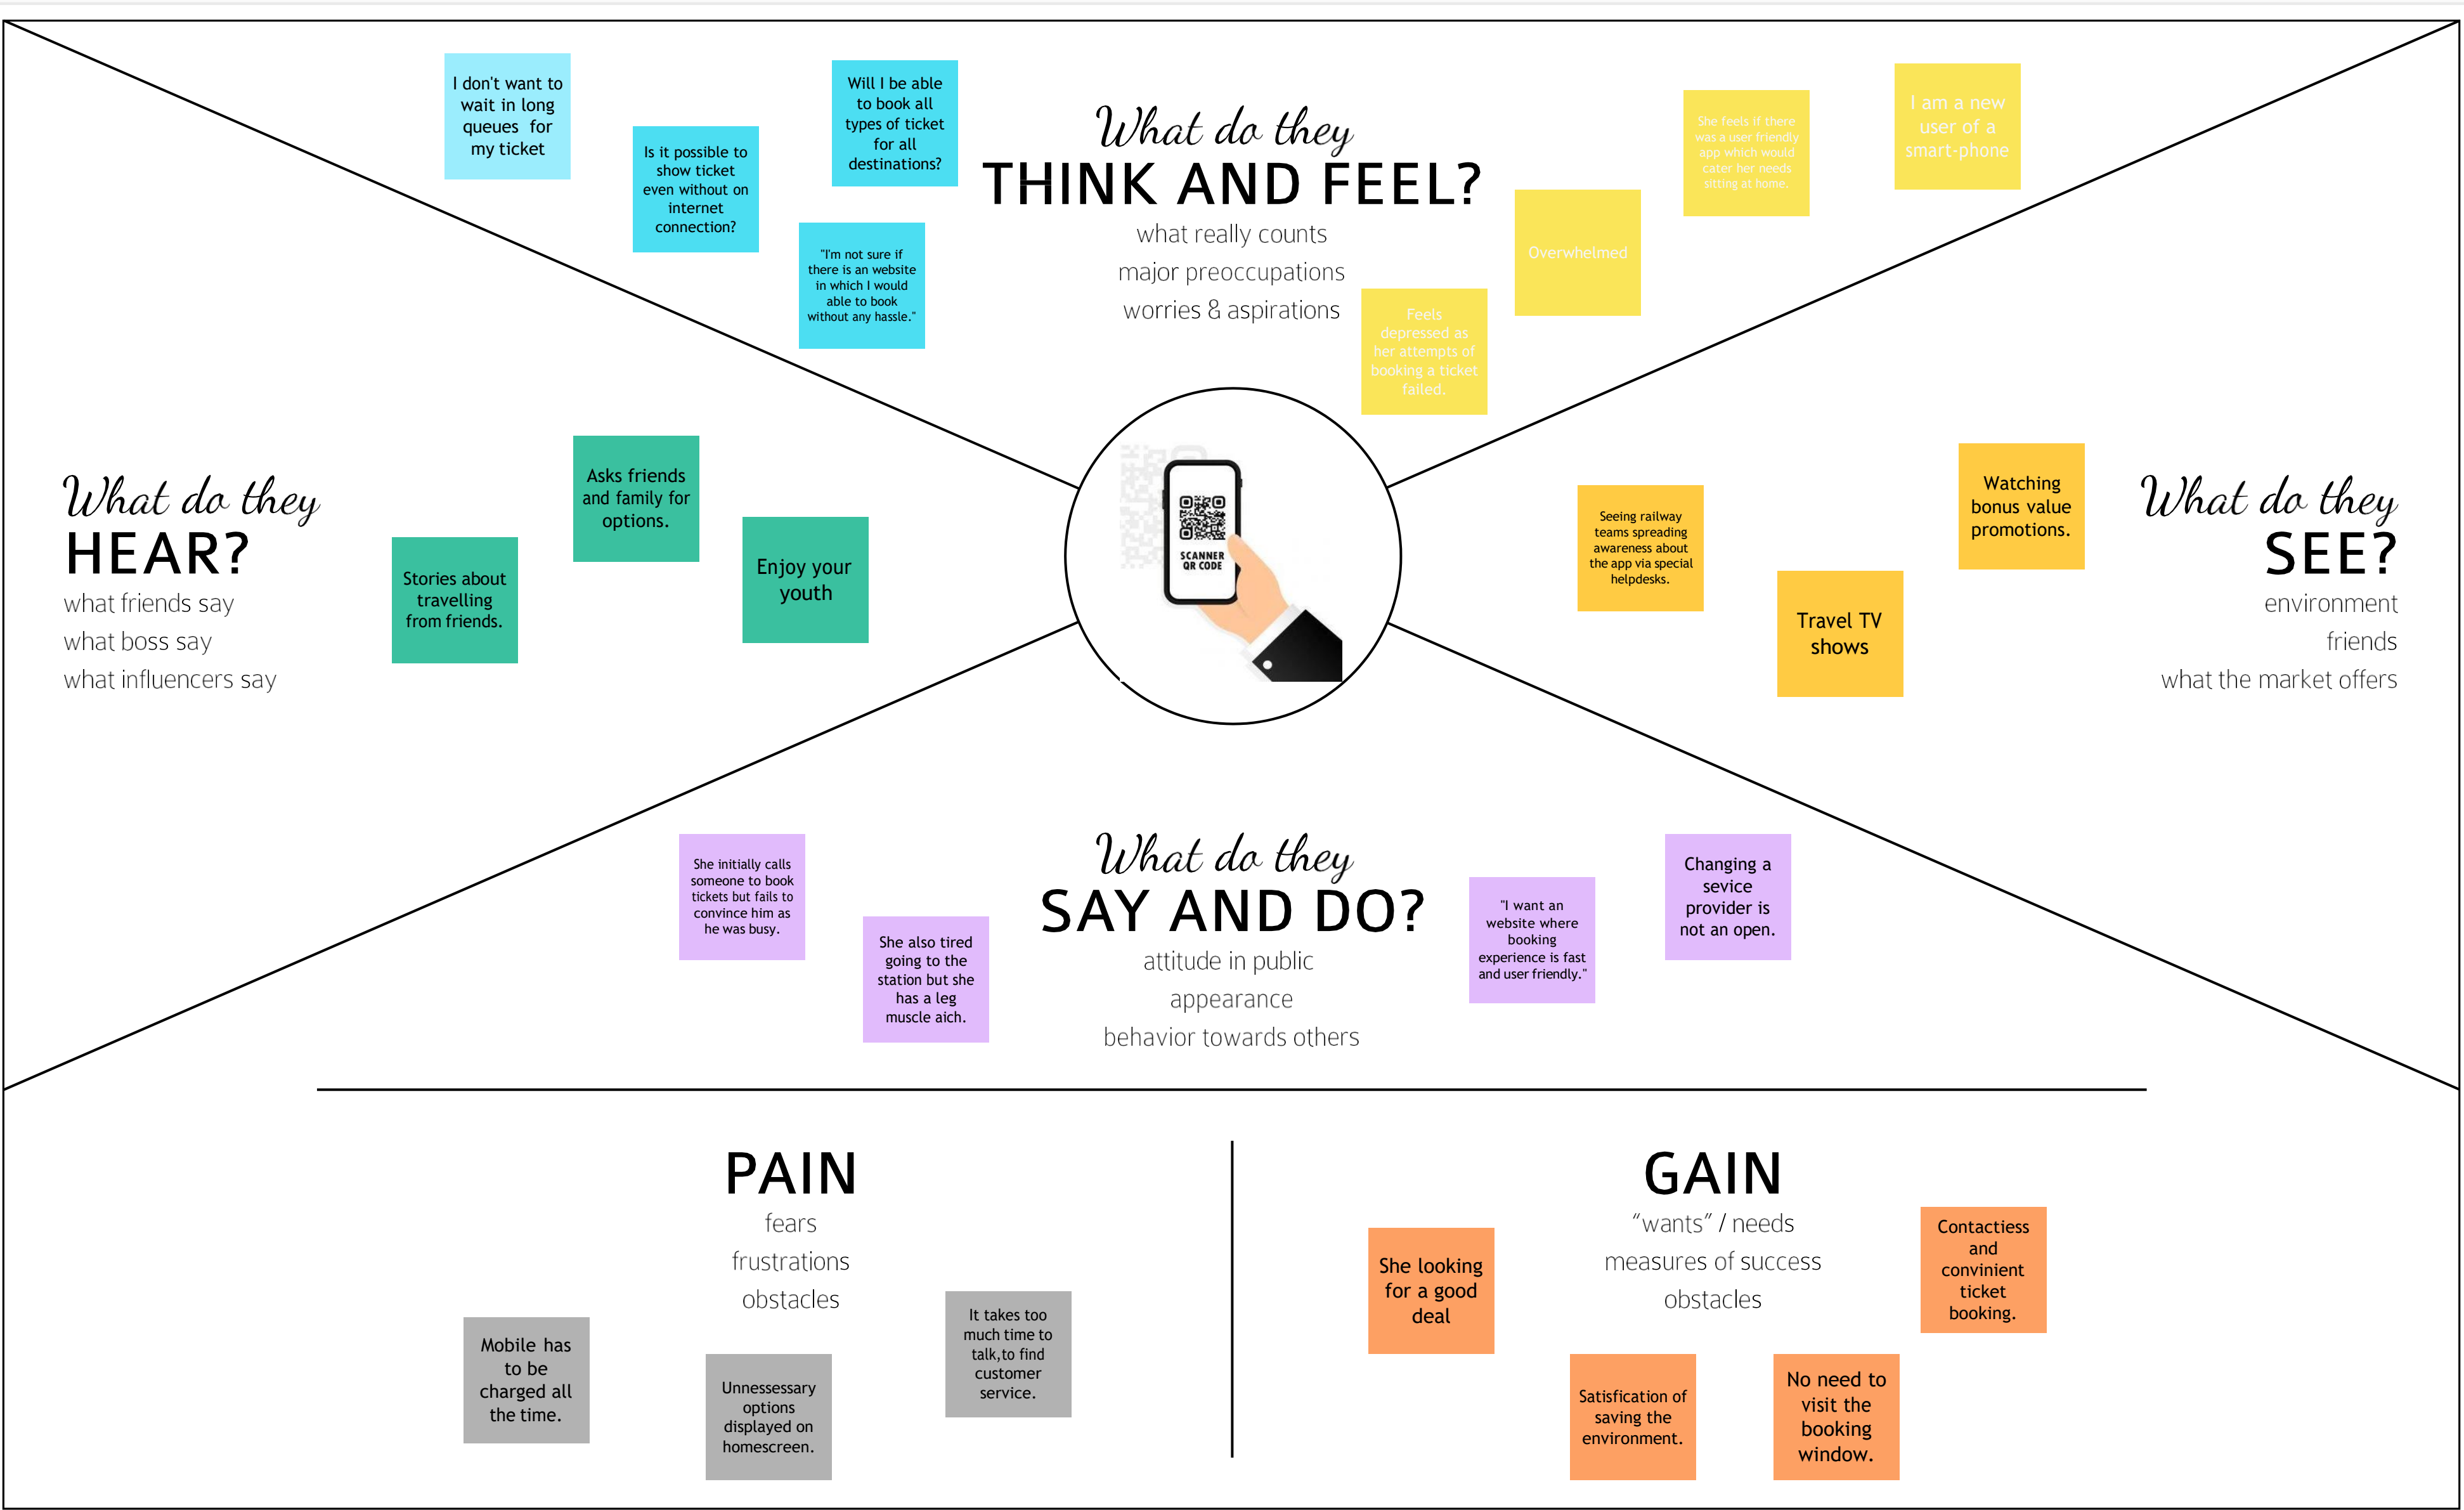 I don't want to
wait in long
queues for
my ticket
Is it possible to
show ticket
even without on
internet
connection?
Will I be able
to book all
types of ticket
for all
destinations?
"I'm not sure if
there is an website
in which I would
able to book
without any hassle."
What do they
THINK AND FEEL?
what really counts
major preoccupations
worries & aspirations
Feels
depressed as
her attempts of
booking a ticket
failed.
Overwhelmed
She feels if there
was a user friendly
app which would
cater her needs
sitting at home.
I am a new
user of a
smart-phone
What do they
HEAR?
what friends say
what boss say
what influencers say
Stories about
travelling
from friends.
Asks friends
and family for
options.
Enjoy your
youth
SCANNER
QR CODE
Seeing railway
teams spreading
awareness about
the app via special
helpdesks.
Travel TV
shows
Watching
bonus value
promotions.
What do they
SEE?
environment
friends
what the market offers
She initially calls
someone to book
tickets but fails to
convince him as
he was busy.
She also tired
going to the
station but she
has a leg
muscle aich.
What do they
SAY AND DO?
attitude in public
appearance
behavior towards others
"I want an
website where
booking
experience is fast
and user friendly."
Changing a
sevice
provider is
not an open.
PAIN
fears
frustrations
obstacles
Mobile has
to be
charged all
the time.
Unnessessary
options
displayed on
homescreen.
It takes too
much time to
talk,to find
customer
service.
GAIN
“wants” / needs
measures of success
obstacles
She looking
for a good
deal
Satisfication of
saving the
environment.
No need to
visit the
booking
window.
Contactiess
and
convinient
ticket
booking.